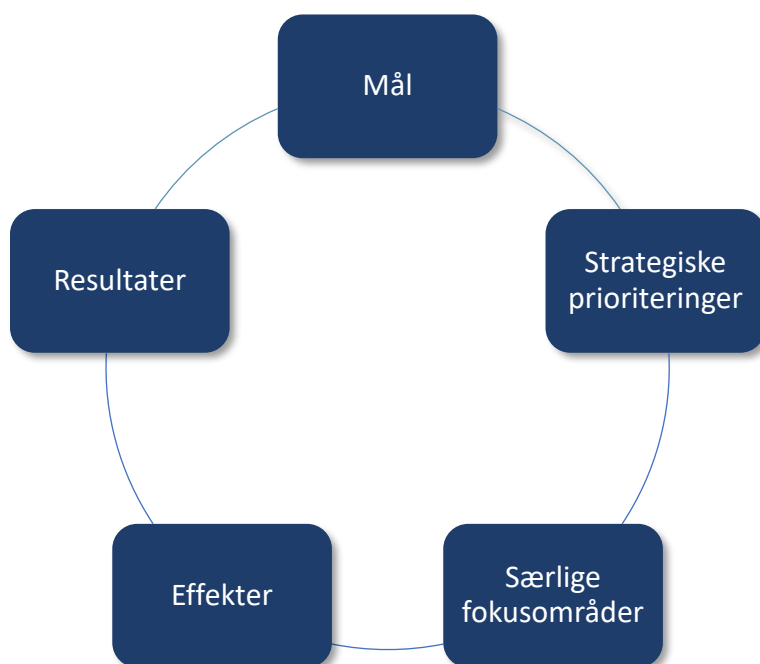 Mål
Strategiske
prioriteringer
Særlige
fokusområder
Effekter
Resultater